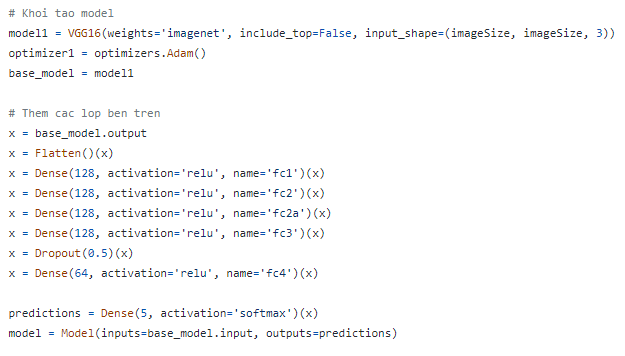 # Khoi tao model
model1 = VGG16(weights='imagenet', include_top=False, input_shape=(imageSize, imageSize, 3))
optimizer1 = optimizers.Adam()
base_model = model1
# Them cac lop ben tren
x = base_model.output
x = Flatten()(x)
x = Dense(128, activation='relu', name='fc1')(x)
x = Dense(128, activation='relu', name='fc2')(x)
x = Dense(128, activation='relu', name='fc2a')(x)
x = Dense(128, activation='relu', name='fc3')(x)
x = Dropout(0.5)(x)
x = Dense(64, activation='relu', name='fc4')(x)
predictions = Dense(5, activation='softmax')(x)
model = Model(inputs=base_model.input, outputs=predictions)